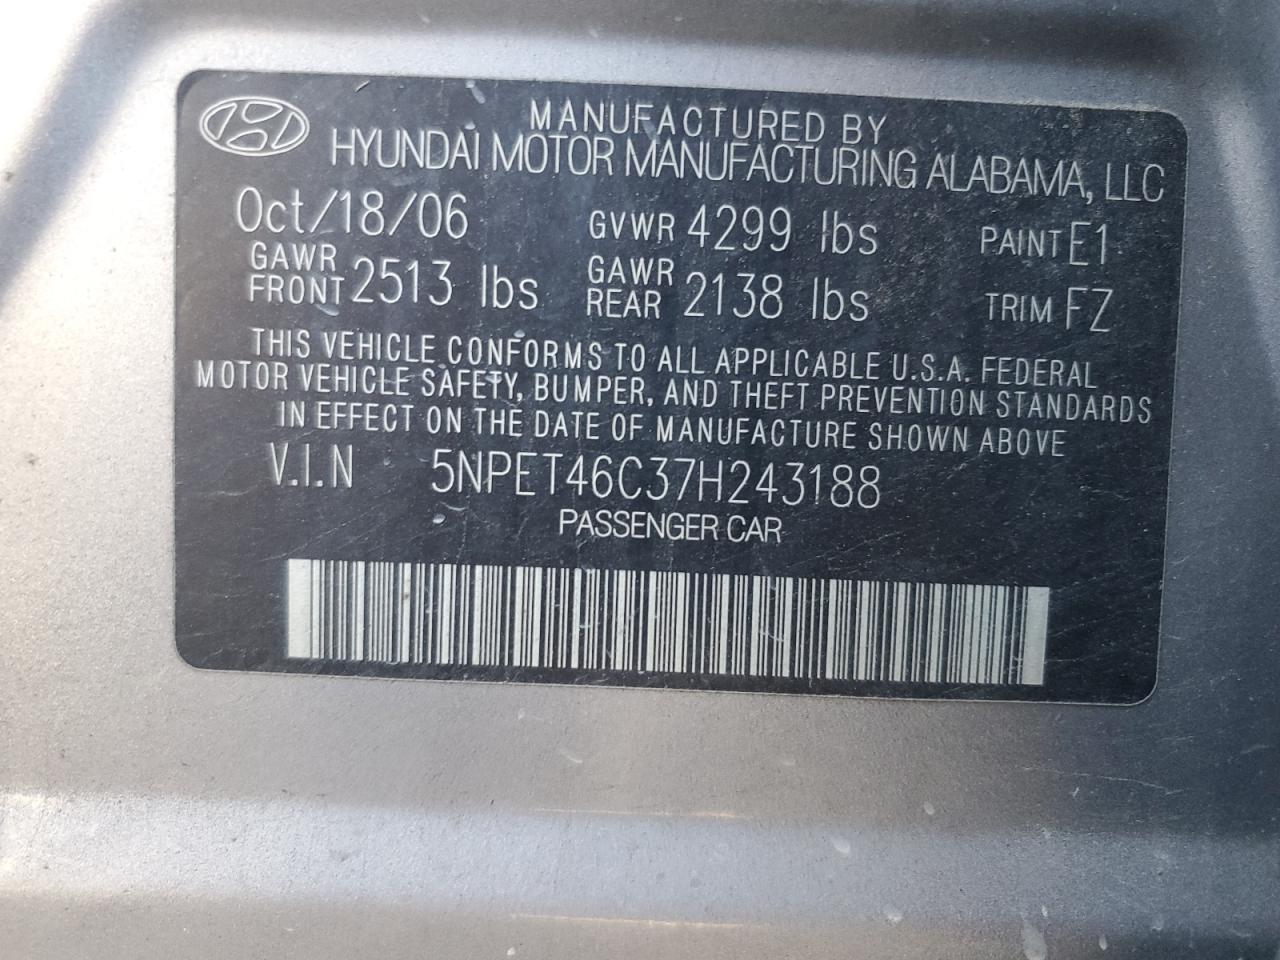 MANUFACTURED BY
HYUNDAI MOTOR MANUFACTURING ALABAMA, LLC
Oct/18/06 GVWR 4299 lbs PAINT E1
GAWR FRONT 2513 lbs GAWR REAR 2138 lbs TRIM FZ
THIS VEHICLE CONFORMS TO ALL APPLICABLE U.S.A. FEDERAL
MOTOR VEHICLE SAFETY, BUMPER, AND THEFT PREVENTION STANDARDS
IN EFFECT ON THE DATE OF MANUFACTURE SHOWN ABOVE
V.I.N 5NPET46C37H243188
PASSENGER CAR